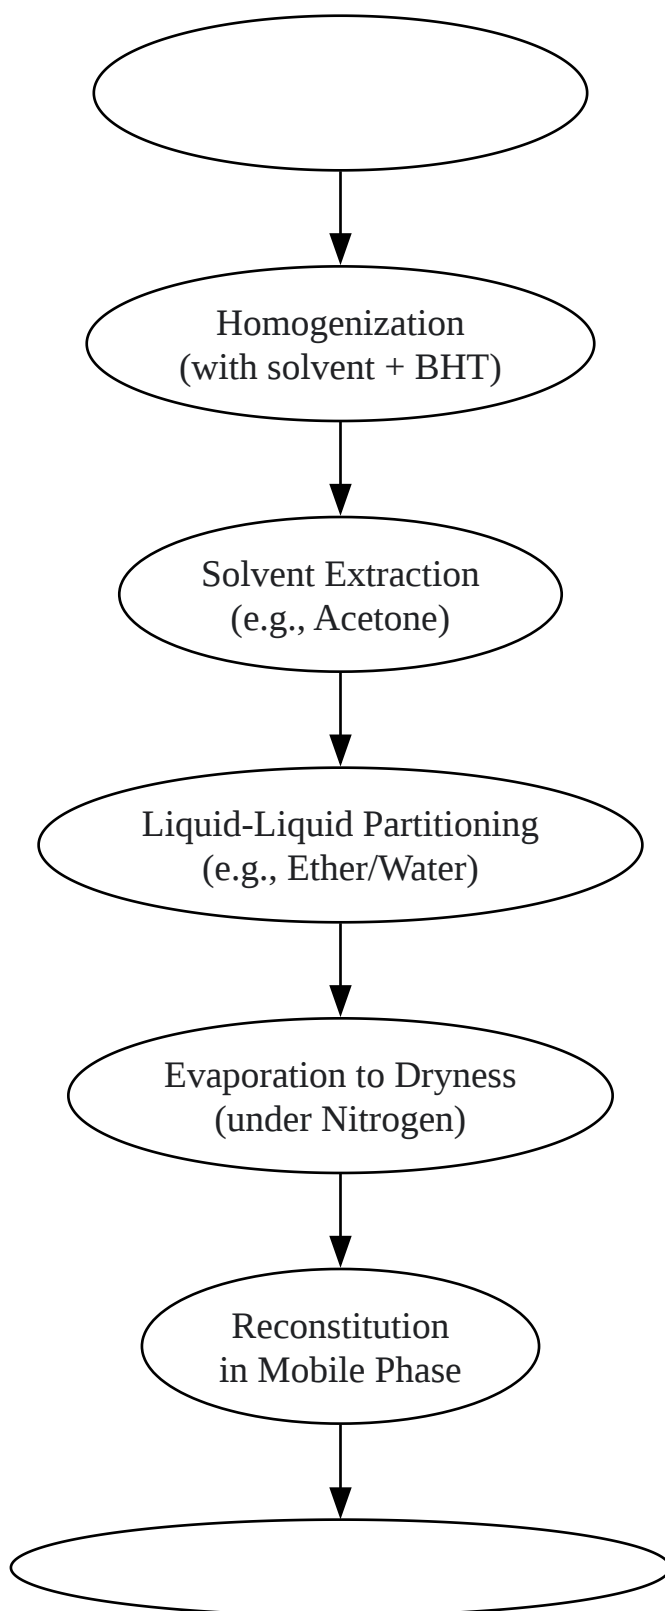 Homogenization
(with solvent + BHT)
Solvent Extraction
(e.g., Acetone)
Liquid-Liquid Partitioning
(e.g., Ether/Water)
Evaporation to Dryness
(under Nitrogen)
Reconstitution
in Mobile Phase